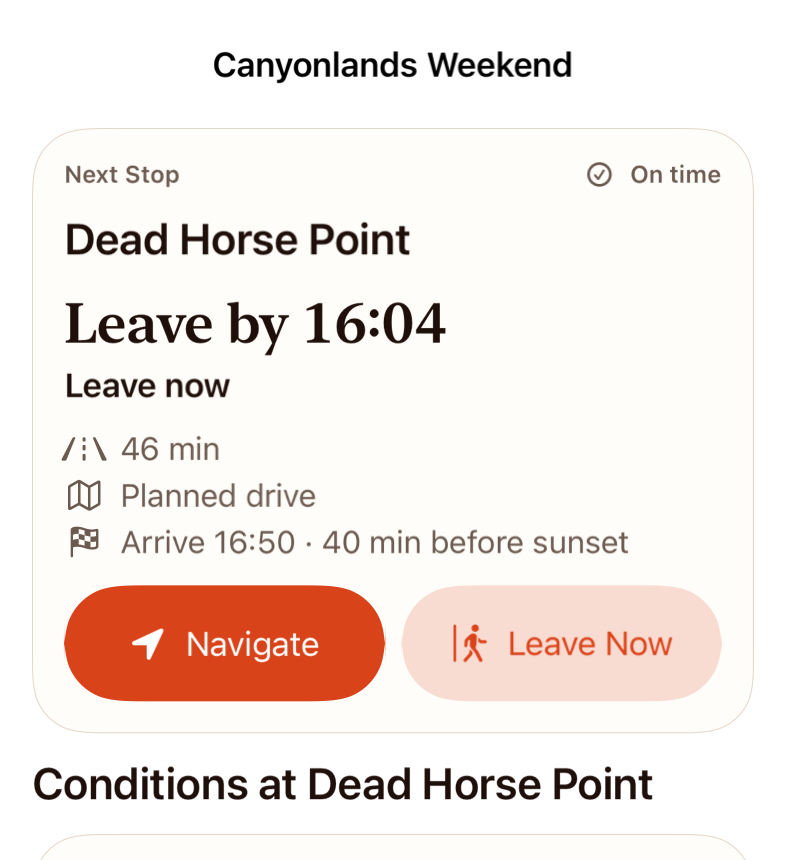 Canyonlands Weekend
Next Stop
On time
Dead Horse Point
Leave by 16:04
Leave now
46 min
Planned drive
Arrive 16:50 · 40 min before sunset
Navigate
Leave Now
Conditions at Dead Horse Point